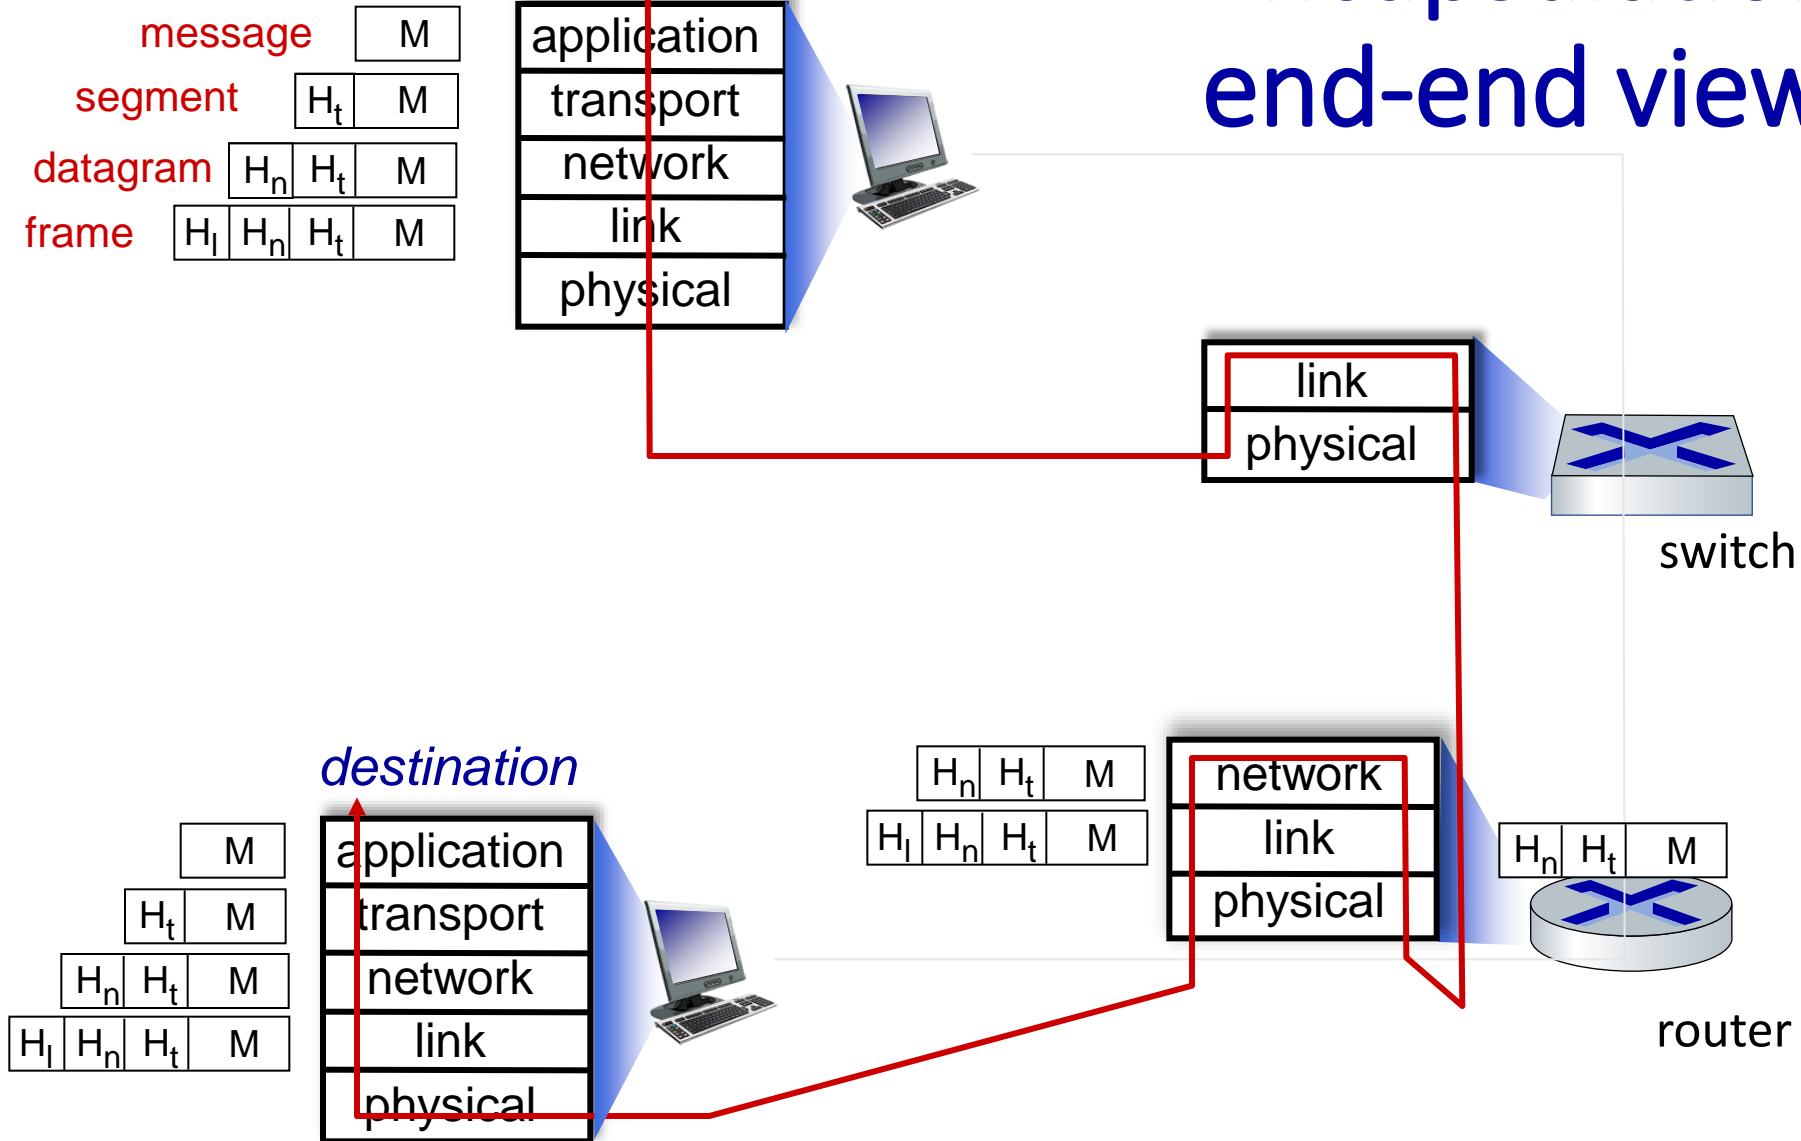 end-end view
message M
segment Hₜ M
datagram Hₙ Hₜ M
frame Hₗ Hₙ Hₜ M
application
transport
network
link
physical
link
physical
switch
Hₙ Hₜ M
Hₗ Hₙ Hₜ M
network
link
physical
Hₙ Hₜ M
router
destination
M
Hₜ M
Hₙ Hₜ M
Hₗ Hₙ Hₜ M
application
transport
network
link
physical